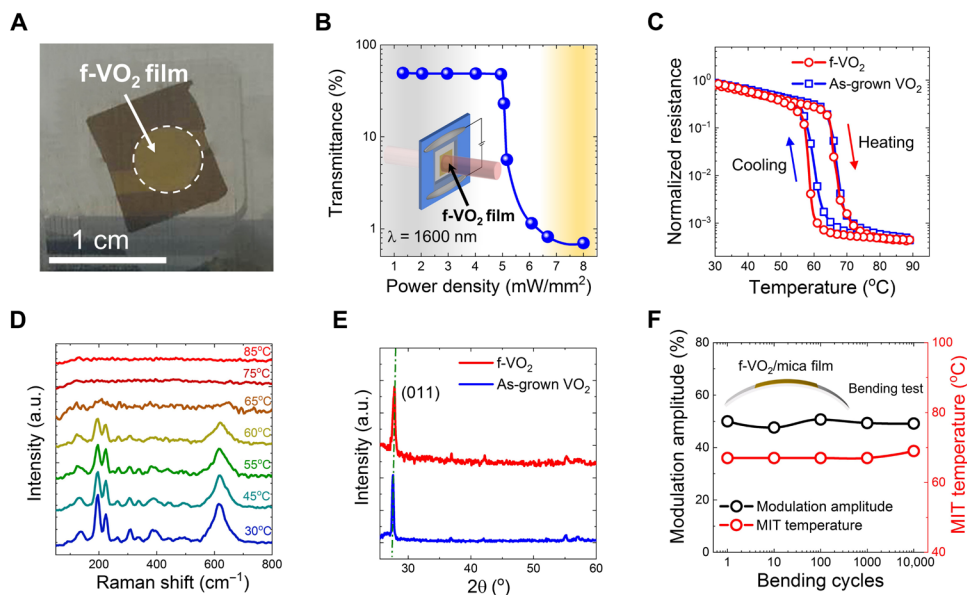 A
f-VO₂ film
1 cm
B
Transmittance (%)
100
10
1
f-VO₂ film
λ = 1600 nm
1 2 3 4 5 6 7 8
Power density (mW/mm²)
C
Normalized resistance
10⁰
10⁻¹
10⁻²
10⁻³
f-VO₂
As-grown VO₂
Cooling
Heating
30 40 50 60 70 80 90
Temperature (°C)
D
Intensity (a.u.)
85°C
75°C
65°C
60°C
55°C
45°C
30°C
200 400 600 800
Raman shift (cm⁻¹)
E
Intensity (a.u.)
f-VO₂
As-grown VO₂
(011)
30 40 50 60
2θ (°)
F
Modulation amplitude (%)
80
60
40
20
0
f-VO₂/mica film
Bending test
Modulation amplitude
MIT temperature
1 10 100 1000 10,000
Bending cycles
100
80
60
40
MIT temperature (°C)